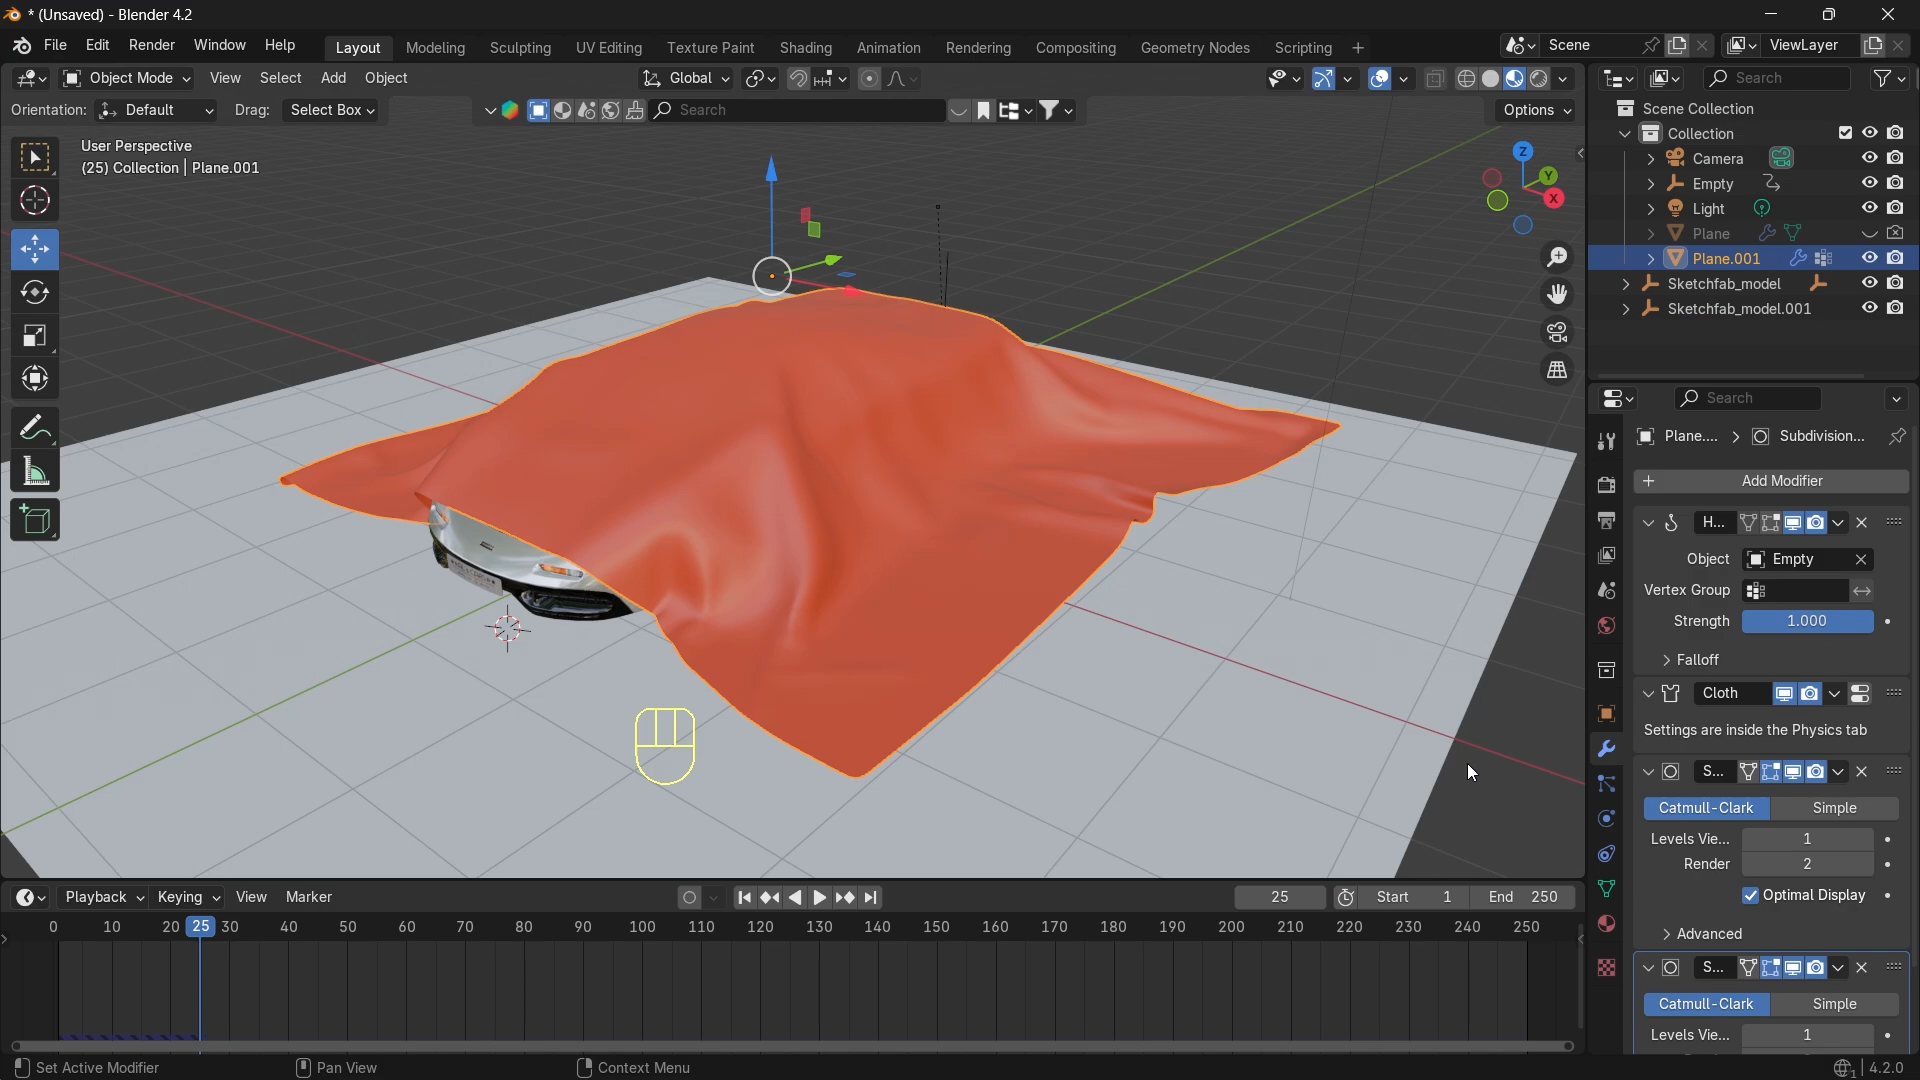 * (Unsaved) - Blender 4.2
File Edit Render Window Help Layout Modeling Sculpting UV Editing Texture Paint Shading Animation Rendering Compositing Geometry Nodes Scripting + Scene ViewLayer
Object Mode View Select Add Object Global Search
Orientation: Default Drag: Select Box Search Options
User Perspective
(25) Collection | Plane.001
Z
Y
X
Scene Collection
Collection
Camera
Empty
Light
Plane
Plane.001
Sketchfab_model
Sketchfab_model.001
Search
Plane.... > Subdivision...
+ Add Modifier
H...
Object Empty
Vertex Group
Strength 1.000
Falloff
Cloth
Settings are inside the Physics tab
S...
Catmull-Clark Simple
Levels Vie... 1
Render 2
Optimal Display
Advanced
S...
Catmull-Clark Simple
Levels Vie... 1
Playback Keying View Marker 25 Start 1 End 250
0 10 20 25 30 40 50 60 70 80 90 100 110 120 130 140 150 160 170 180 190 200 210 220 230 240 250
Set Active Modifier Pan View Context Menu 4.2.0